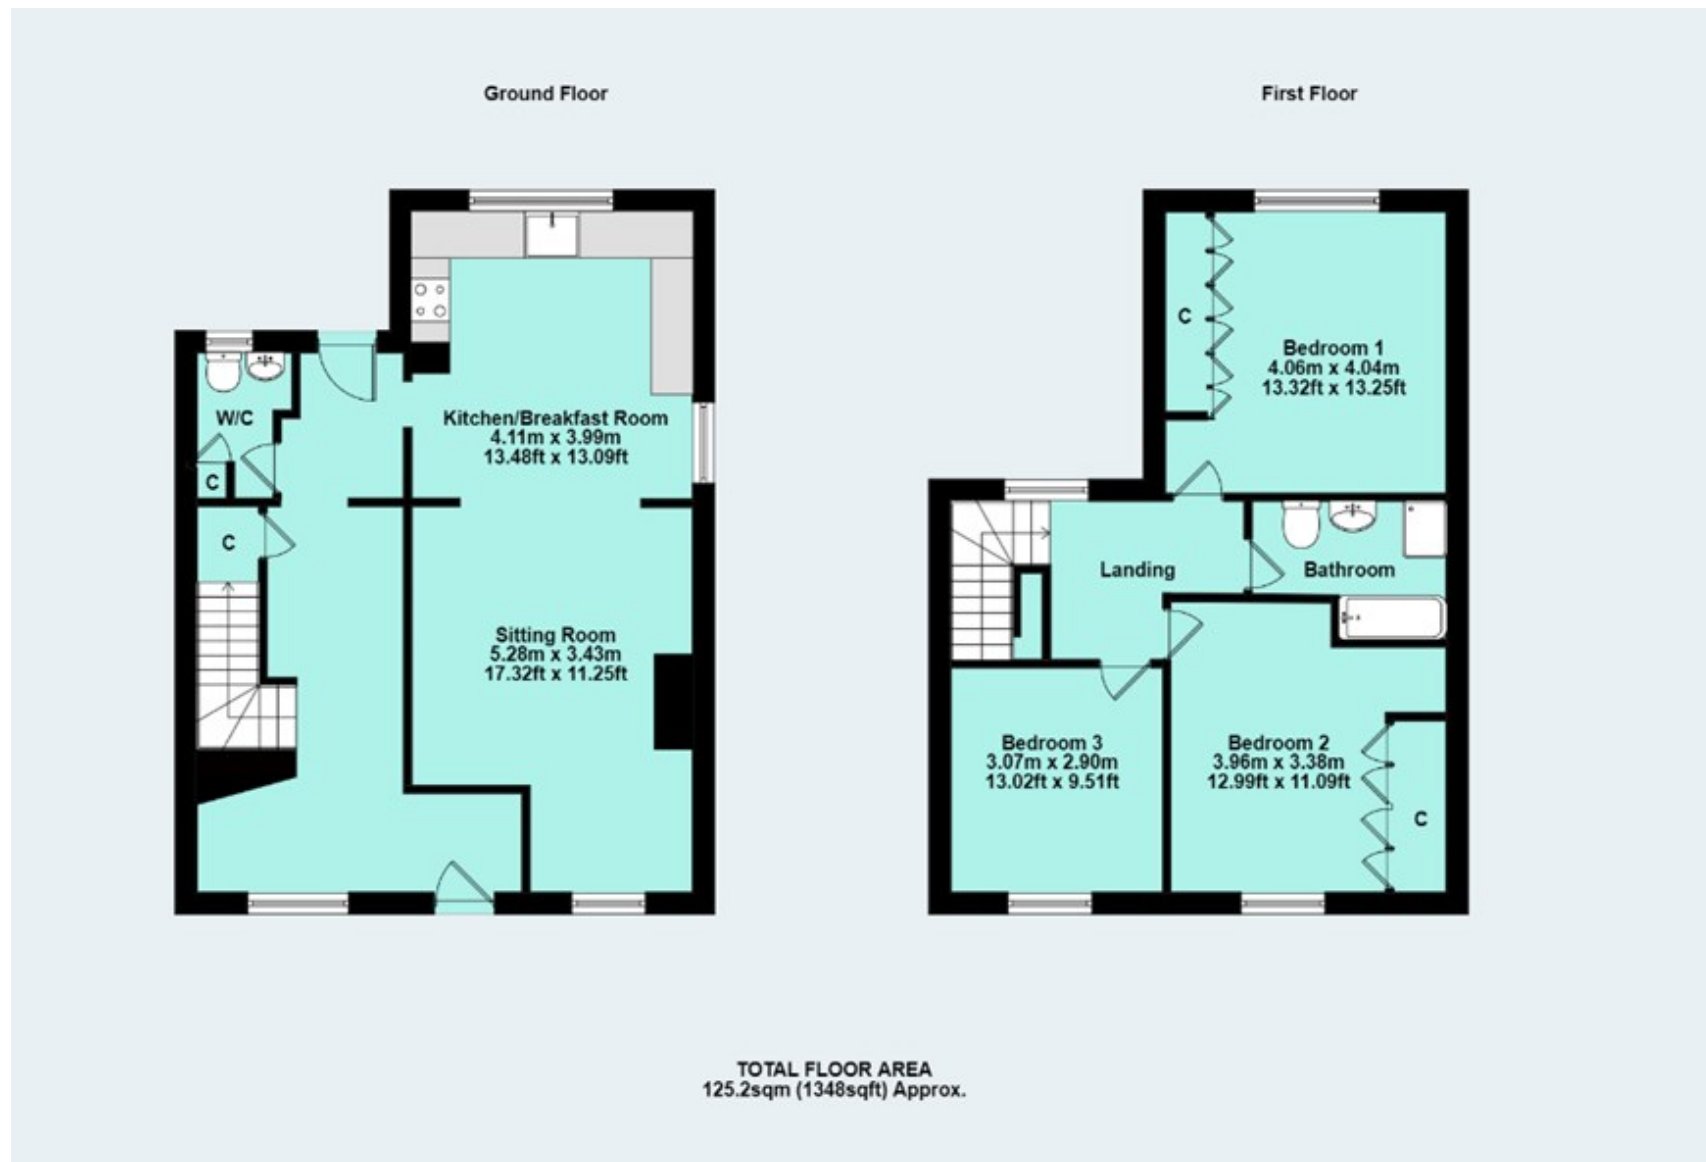 Ground Floor
First Floor
W/C
C
C
Kitchen/Breakfast Room
4.11m x 3.99m
13.48ft x 13.09ft
Sitting Room
5.28m x 3.43m
17.32ft x 11.25ft
C
Bedroom 1
4.06m x 4.04m
13.32ft x 13.25ft
Landing
Bathroom
Bedroom 3
3.07m x 2.90m
13.02ft x 9.51ft
Bedroom 2
3.96m x 3.38m
12.99ft x 11.09ft
C
TOTAL FLOOR AREA
125.2sqm (1348sqft) Approx.